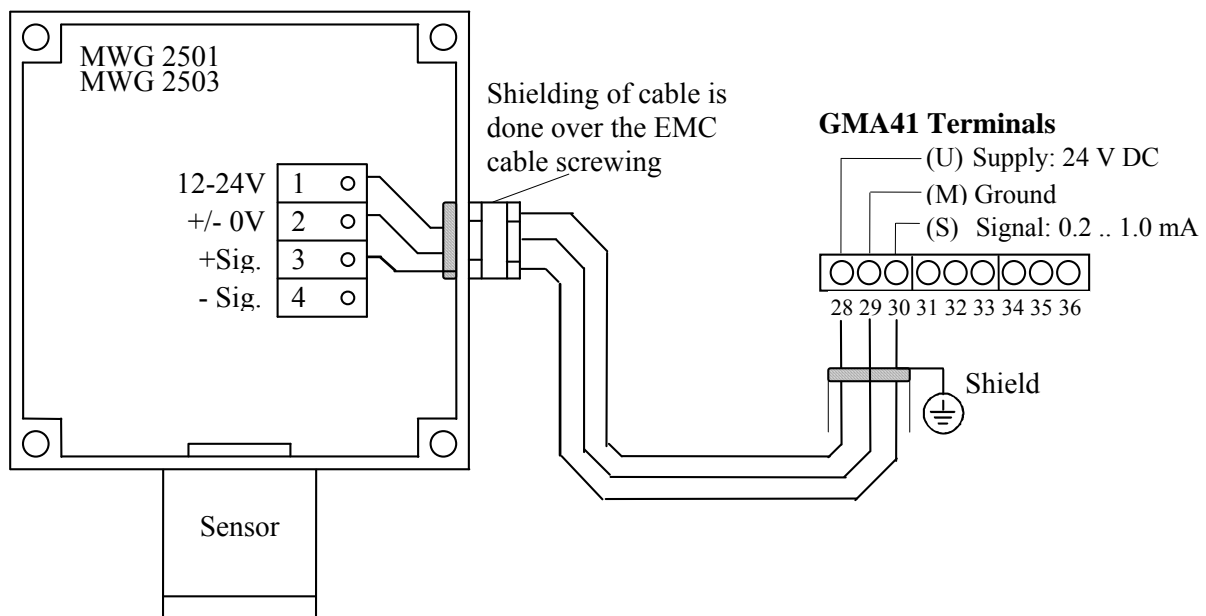 MWG 2501
MWG 2503
Shielding of cable is
done over the EMC
cable screwing
12-24V 1
+/- 0V 2
+Sig. 3
- Sig. 4
Sensor
GMA41 Terminals
(U) Supply: 24 V DC
(M) Ground
(S) Signal: 0.2 .. 1.0 mA
28 29 30 31 32 33 34 35 36
Shield